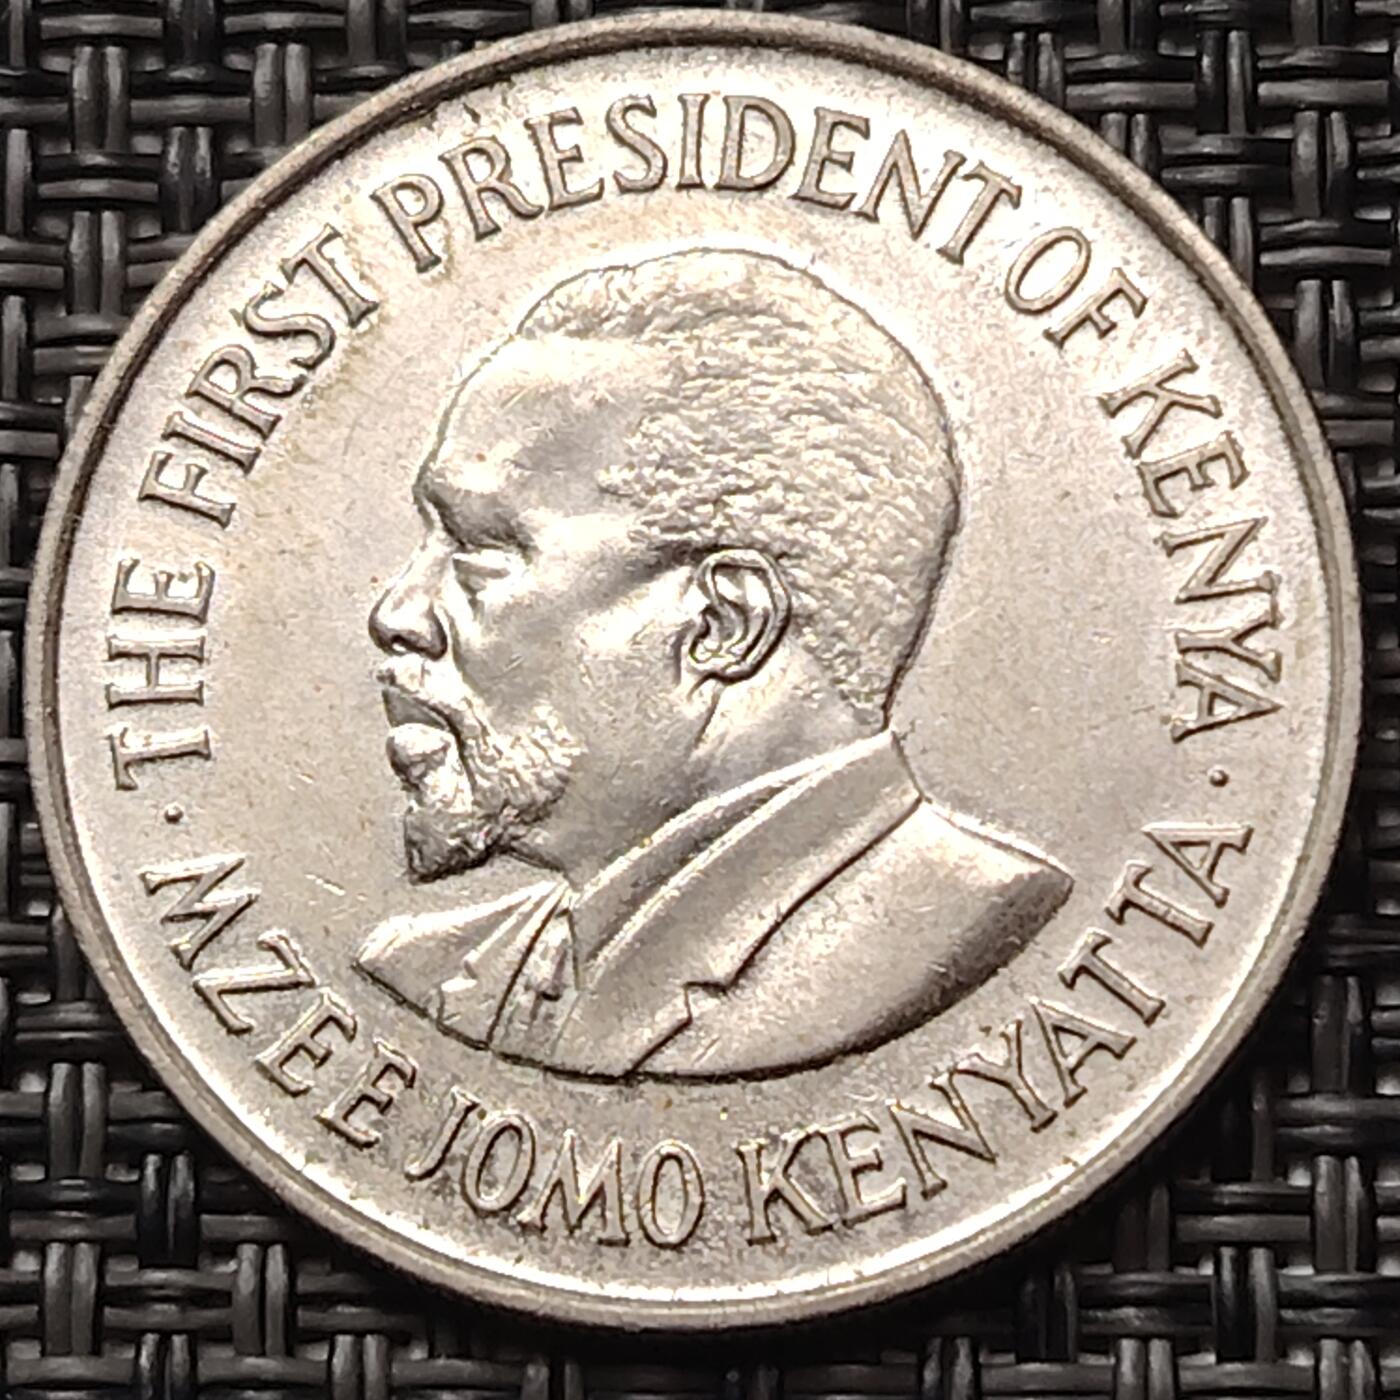 THE FIRST PRESIDENT OF KENYA
· MZEE JOMO KENYATTA ·